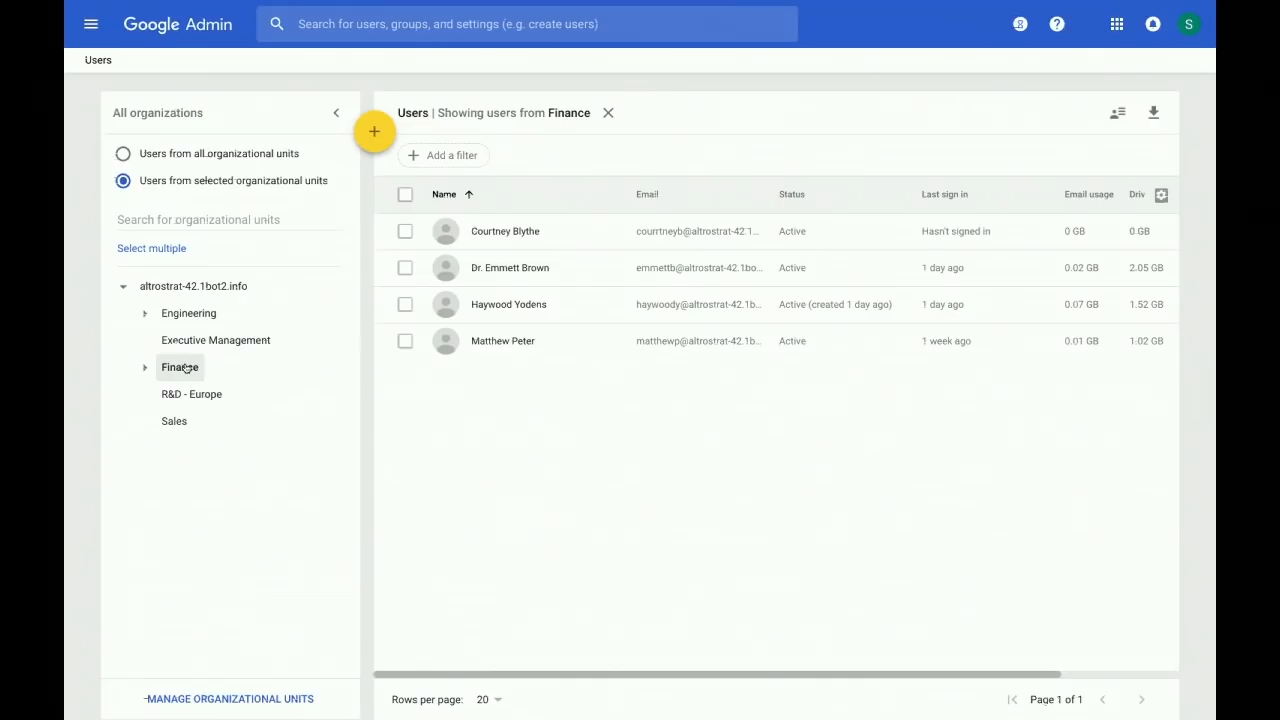 Google Admin
Search for users, groups, and settings (e.g. create users)
S
Users
All organizations
Users from all organizational units
Users from selected organizational units
Search for organizational units
Select multiple
altrostrat-42.1bot2.info
Engineering
Executive Management
Finance
R&D - Europe
Sales
MANAGE ORGANIZATIONAL UNITS
Users | Showing users from Finance
Add a filter
Name Email Status Last sign in Email usage Driv
Courtney Blythe courrtneyb@altrostrat-42.1... Active Hasn't signed in 0 GB 0 GB
Dr. Emmett Brown emmettb@altrostrat-42.1bo... Active 1 day ago 0.02 GB 2.05 GB
Haywood Yodens haywoody@altrostrat-42.1b... Active (created 1 day ago) 1 day ago 0.07 GB 1.52 GB
Matthew Peter matthewp@altrostrat-42.1b... Active 1 week ago 0.01 GB 1.02 GB
Rows per page: 20
Page 1 of 1